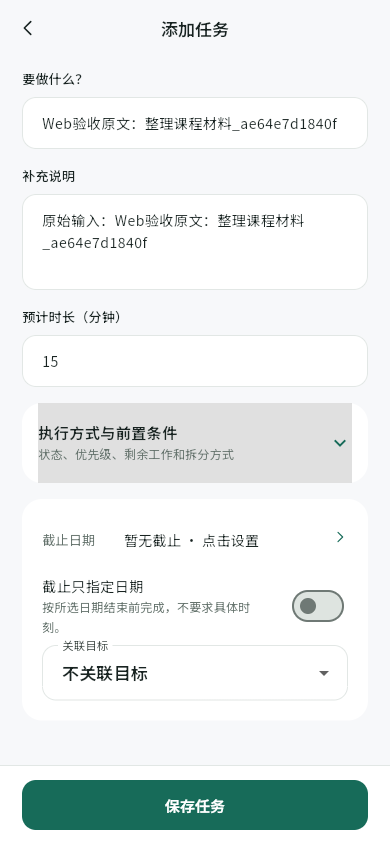 添加任务
要做什么？
Web验收原文：整理课程材料_ae64e7d1840f
补充说明
原始输入：Web验收原文：整理课程材料
_ae64e7d1840f
预计时长（分钟）
15
执行方式与前置条件
状态、优先级、剩余工作和拆分方式
截止日期
暂无截止 · 点击设置
截止只指定日期
按所选日期结束前完成，不要求具体时
刻。
关联目标
不关联目标
保存任务